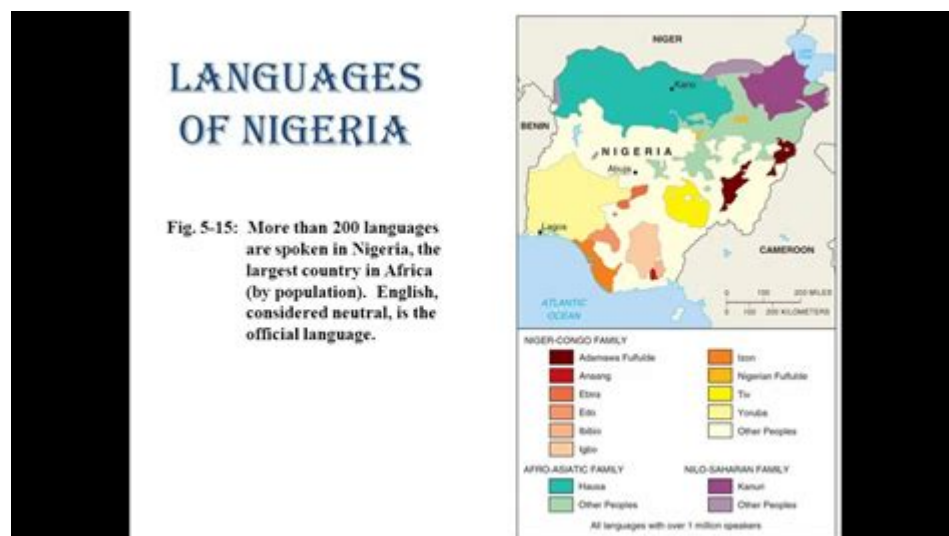 LANGUAGES
OF NIGERIA
Fig. 5-15: More than 200 languages
are spoken in Nigeria, the
largest country in Africa
(by population). English,
considered neutral, is the
official language.
NIGER
Kano
BENIN
NIGERIA
Abuja
Lagos
CAMEROON
ATLANTIC
OCEAN
0 100 200 MILES
0 100 200 KILOMETERS
NIGER-CONGO FAMILY
Adamawa Fulfulde
Anaang
Ebira
Edo
Ibibio
Igbo
Izon
Nigerian Fulfulde
Tiv
Yoruba
Other Peoples
AFRO-ASIATIC FAMILY
Hausa
Other Peoples
NILO-SAHARAN FAMILY
Kanuri
Other Peoples
All languages with over 1 million speakers